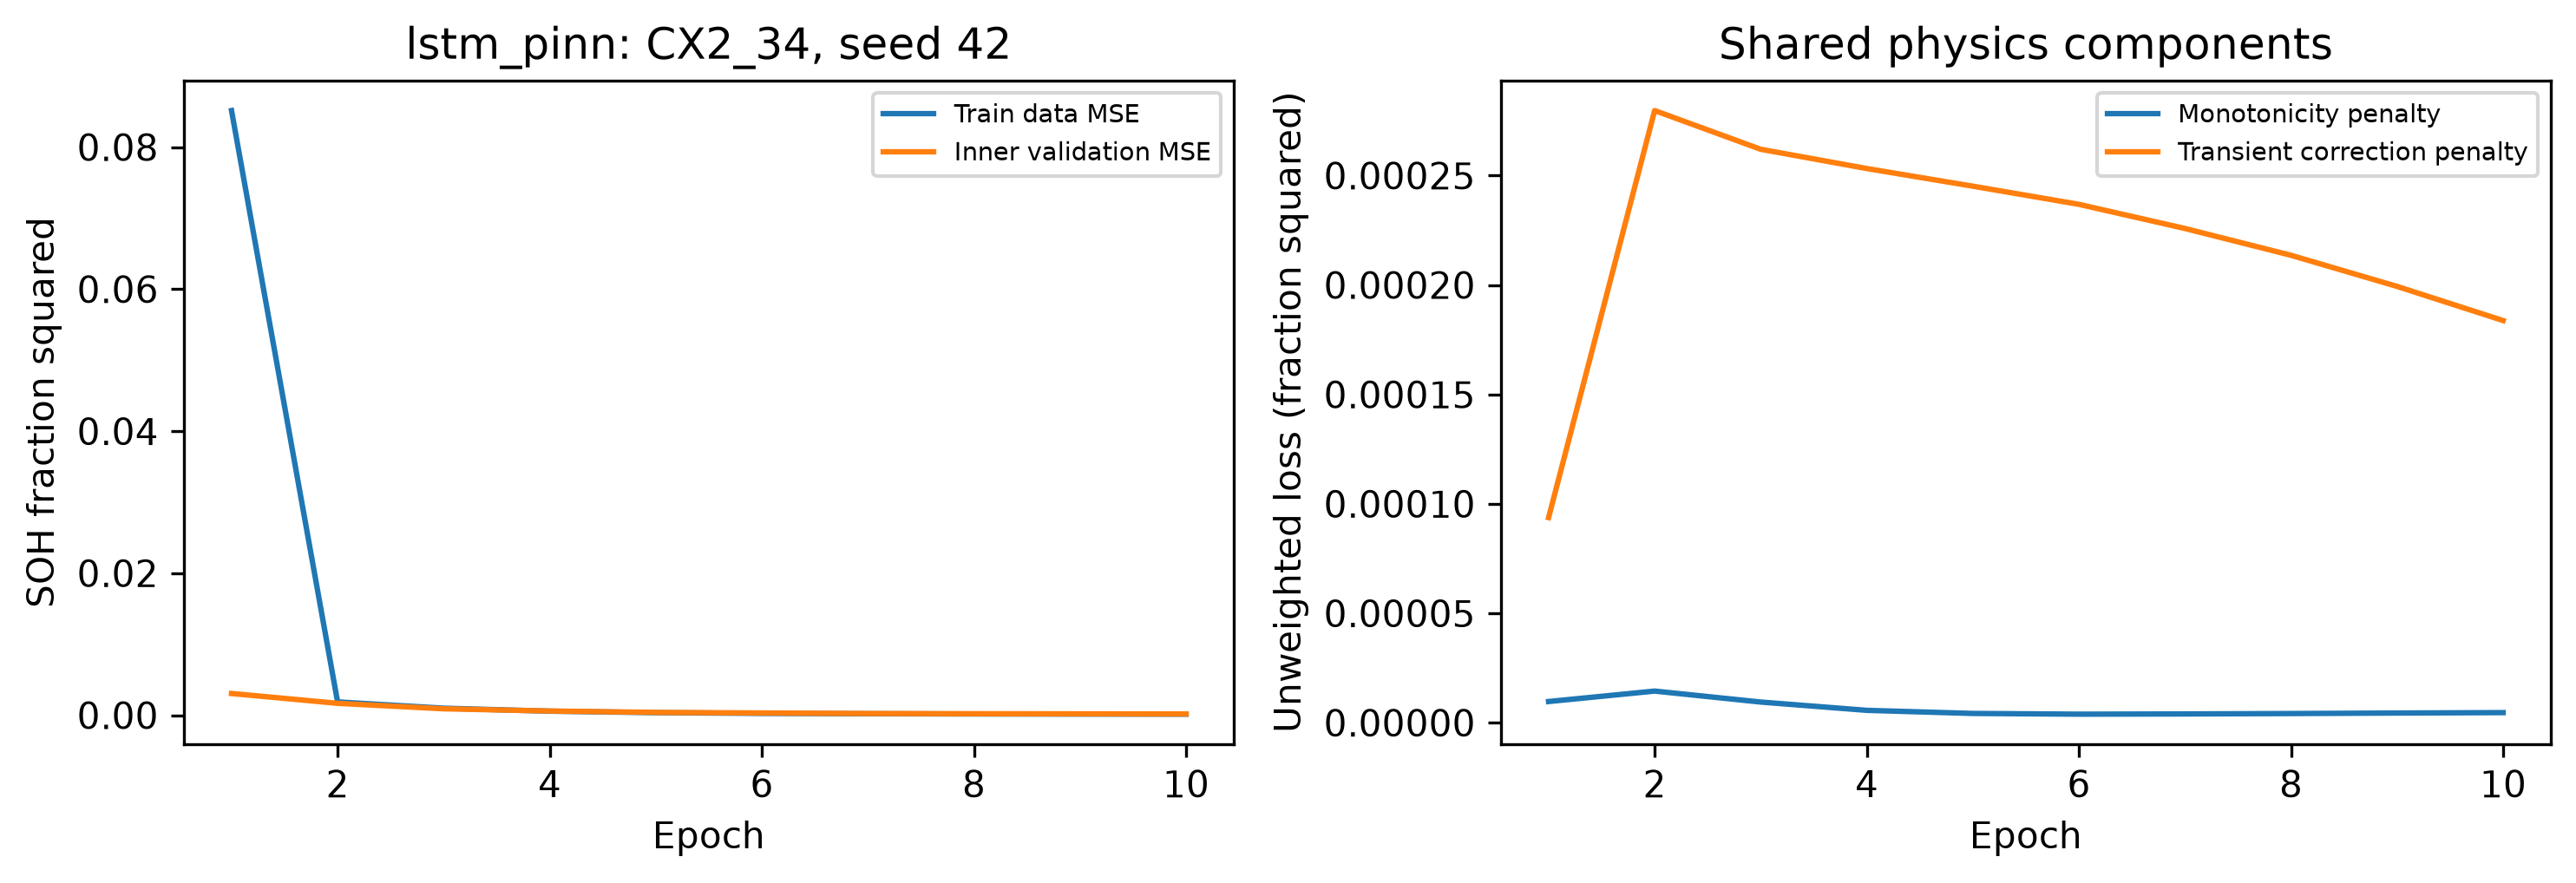 lstm_pinn: CX2_34, seed 42
SOH fraction squared
0.08
0.06
0.04
0.02
0.00
Train data MSE
Inner validation MSE
2 4 6 8 10
Epoch
Shared physics components
Unweighted loss (fraction squared)
0.00025
0.00020
0.00015
0.00010
0.00005
0.00000
Monotonicity penalty
Transient correction penalty
2 4 6 8 10
Epoch